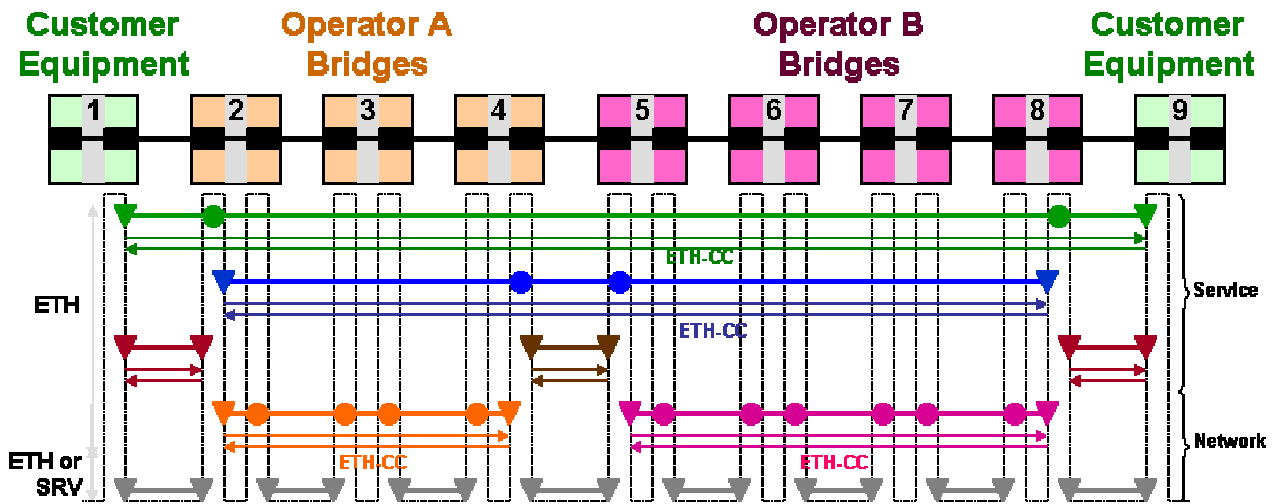 Customer
Equipment
Operator A
Bridges
Operator B
Bridges
Customer
Equipment
1
2
3
4
5
6
7
8
9
ETH-CC
ETH
Service
ETH-CC
ETH-CC
ETH-CC
Network
ETH or
SRV